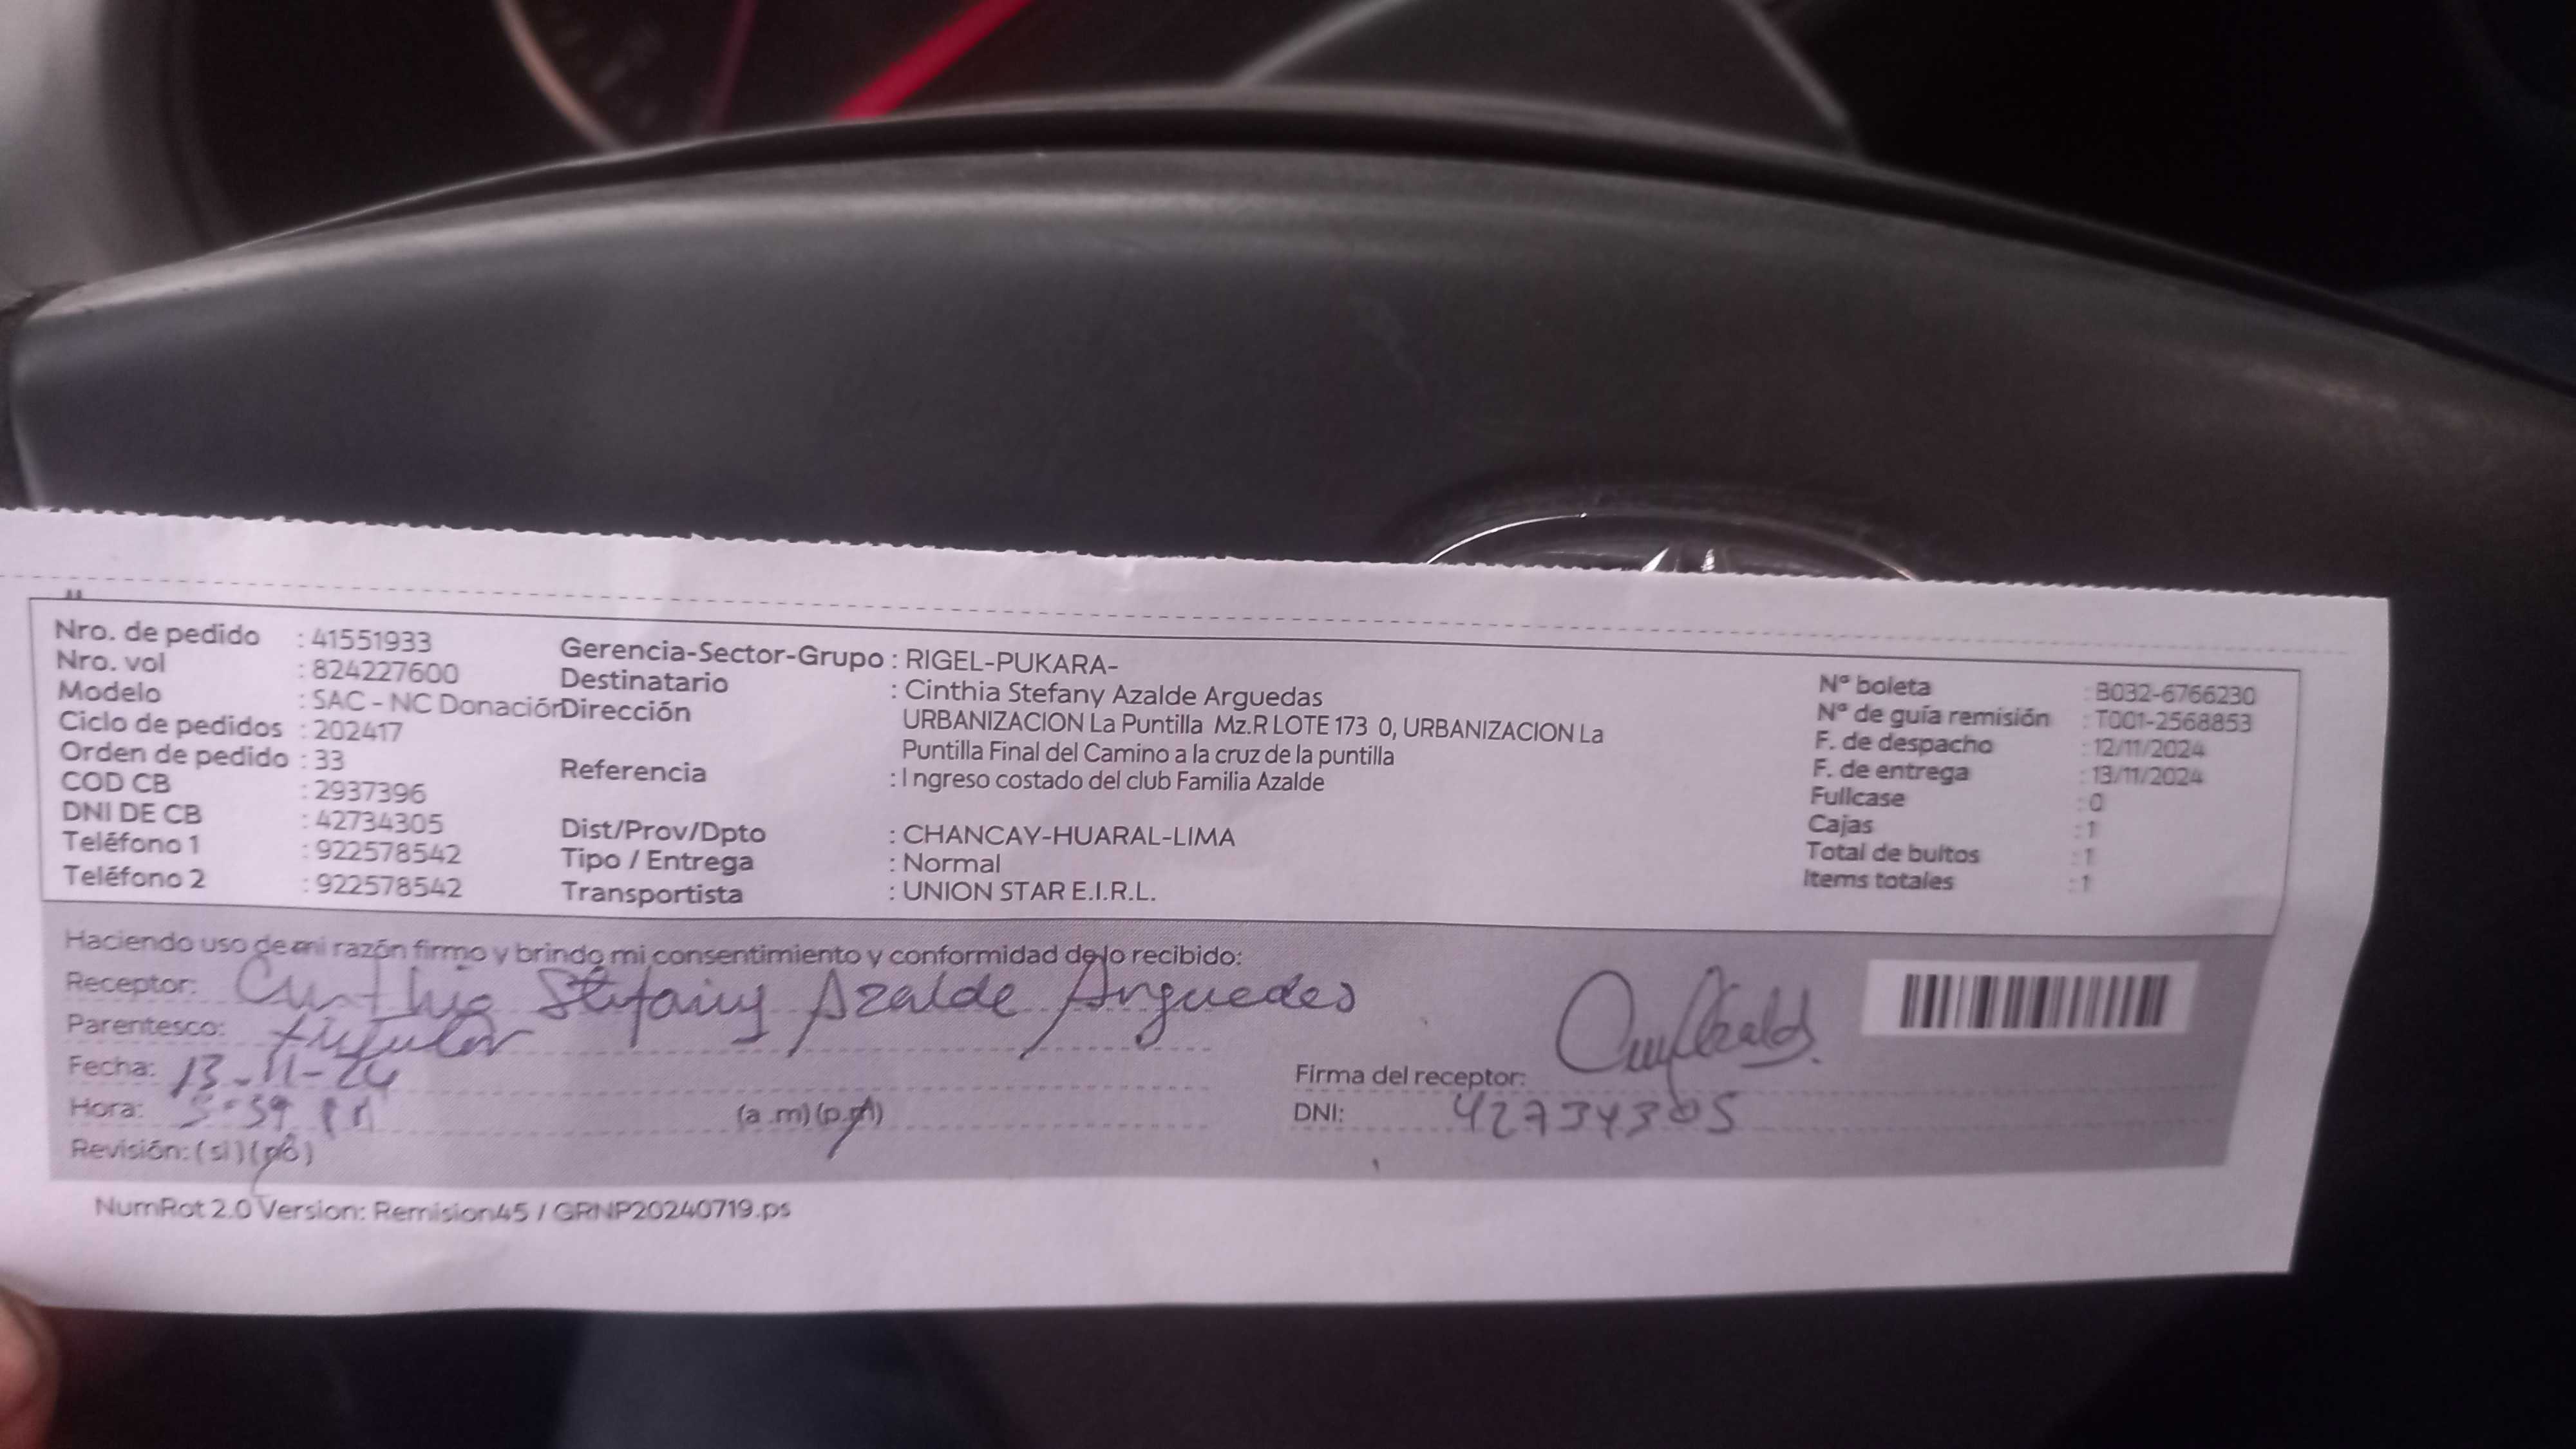 Nro. de pedido : 41551933
Nro. vol : 824227600
Modelo : SAC - NC Donación
Ciclo de pedidos : 202417
Orden de pedido : 33
COD CB : 2937396
DNI DE CB : 42734305
Teléfono 1 : 922578542
Teléfono 2 : 922578542
Gerencia-Sector-Grupo : RIGEL-PUKARA-
Destinatario : Cinthia Stefany Azalde Arguedas
Dirección URBANIZACION La Puntilla Mz.R LOTE 173 0, URBANIZACION La
Puntilla Final del Camino a la cruz de la puntilla
Referencia : I ngreso costado del club Familia Azalde
Dist/Prov/Dpto : CHANCAY-HUARAL-LIMA
Tipo / Entrega : Normal
Transportista : UNION STAR E.I.R.L.
Nº boleta : B032-6766230
Nº de guía remisión : T001-2568853
F. de despacho : 12/11/2024
F. de entrega : 13/11/2024
Fullcase : 0
Cajas : 1
Total de bultos : 1
Items totales : 1
Haciendo uso de mi razón firmo y brindo mi consentimiento y conformidad de lo recibido:
Receptor: Cinthia Stefany Azalde Arguedas
Parentesco: titular
Fecha: 13-11-24
Hora: 5:59 PM (a .m) (p.m)
Revisión: (si) (no)
Firma del receptor:
DNI: 42734305
NumRot 2.0 Version: Remision45 / GRNP20240719.ps